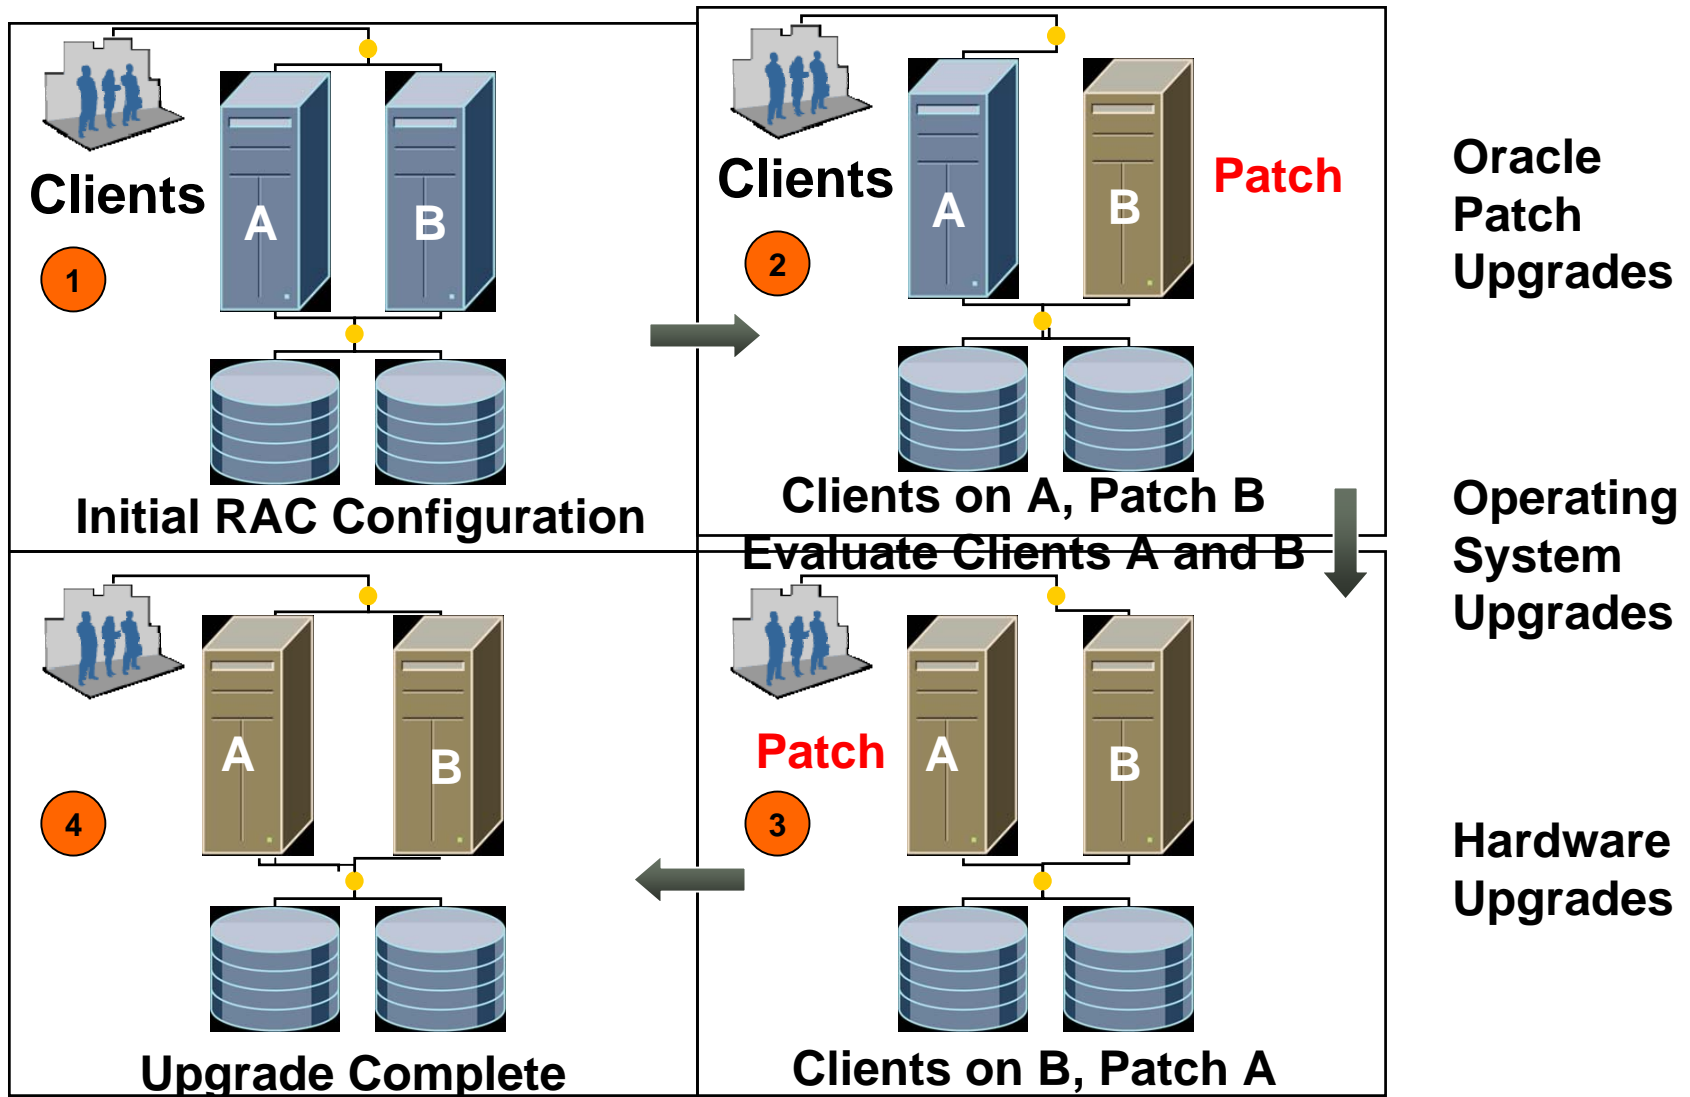 Clients
A
B
1
Initial RAC Configuration
Clients
A
B
Patch
2
Clients on A, Patch B
Evaluate Clients A and B
Patch
A
B
3
Clients on B, Patch A
A
B
4
Upgrade Complete
Oracle
Patch
Upgrades
Operating
System
Upgrades
Hardware
Upgrades